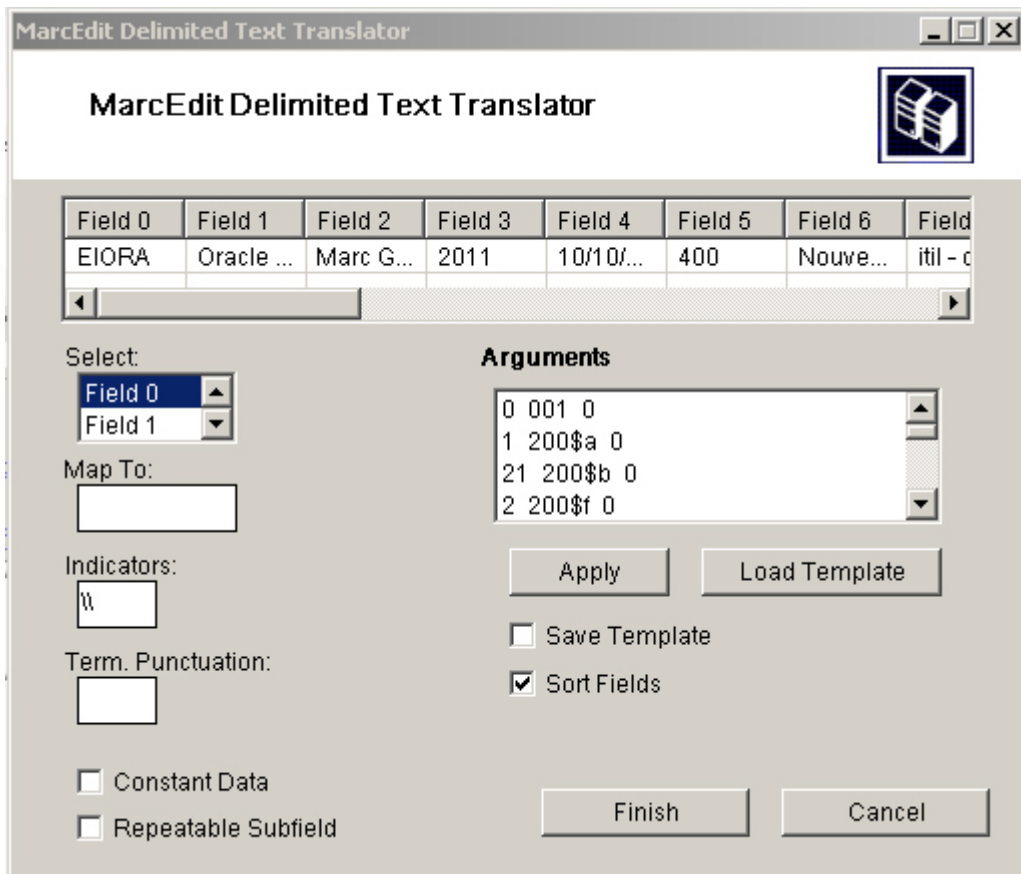 MarcEdit Delimited Text Translator
MarcEdit Delimited Text Translator
Field 0 Field 1 Field 2 Field 3 Field 4 Field 5 Field 6 Field
EIORA Oracle ... Marc G... 2011 10/10/... 400 Nouve... itil - c
Select:
Field 0
Field 1
Map To:
Indicators:
\\
Term. Punctuation:
Constant Data
Repeatable Subfield
Arguments
0 001 0
1 200$a 0
21 200$b 0
2 200$f 0
Apply Load Template
Save Template
Sort Fields
Finish Cancel